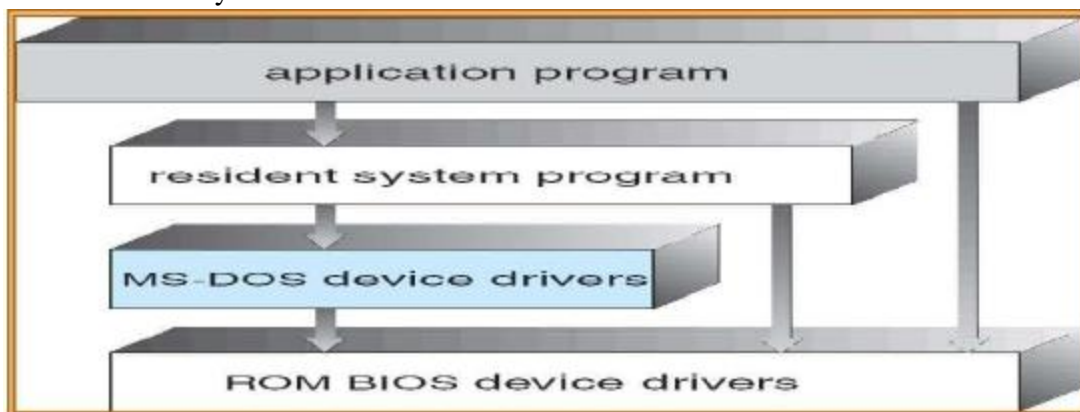 application program
resident system program
MS-DOS device drivers
ROM BIOS device drivers